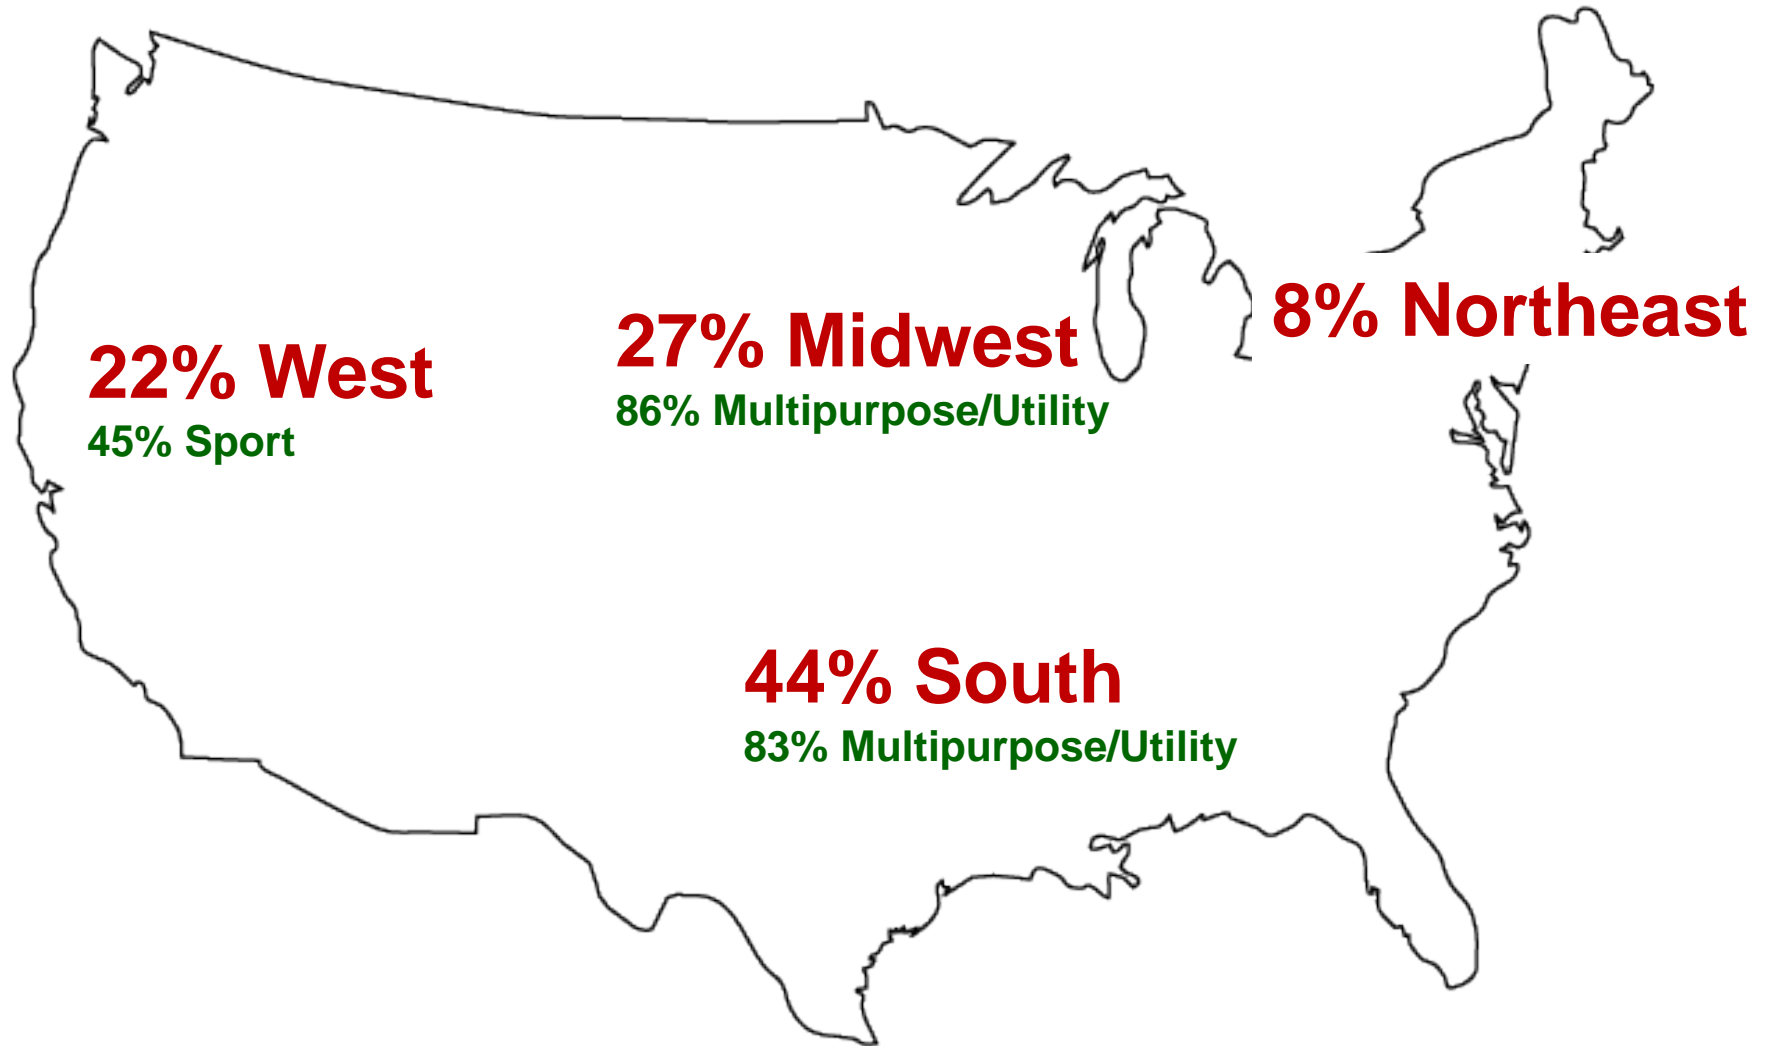 22% West
45% Sport
27% Midwest
86% Multipurpose/Utility
8% Northeast
44% South
83% Multipurpose/Utility